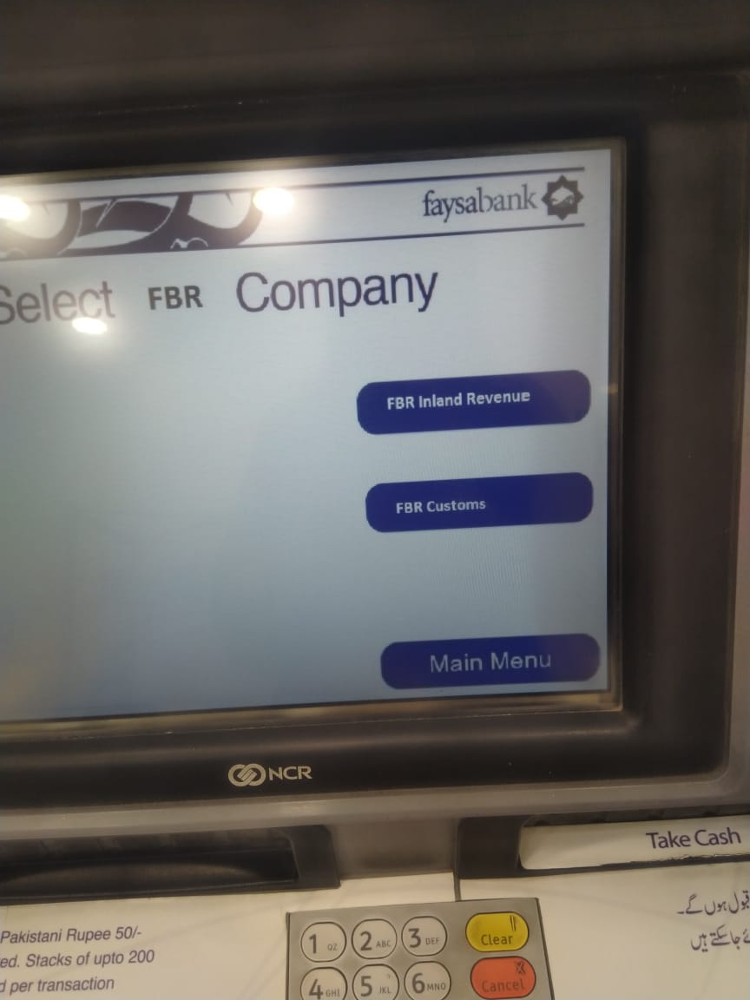 faysabank
Select FBR Company
FBR Inland Revenue
FBR Customs
Main Menu
NCR
Take Cash
قبول ہوں گے۔
جا سکتے ہیں
Pakistani Rupee 50/-
ed. Stacks of upto 200
d per transaction
1 QZ 2 ABC 3 DEF Clear
4 GHI 5 JKL 6 MNO Cancel